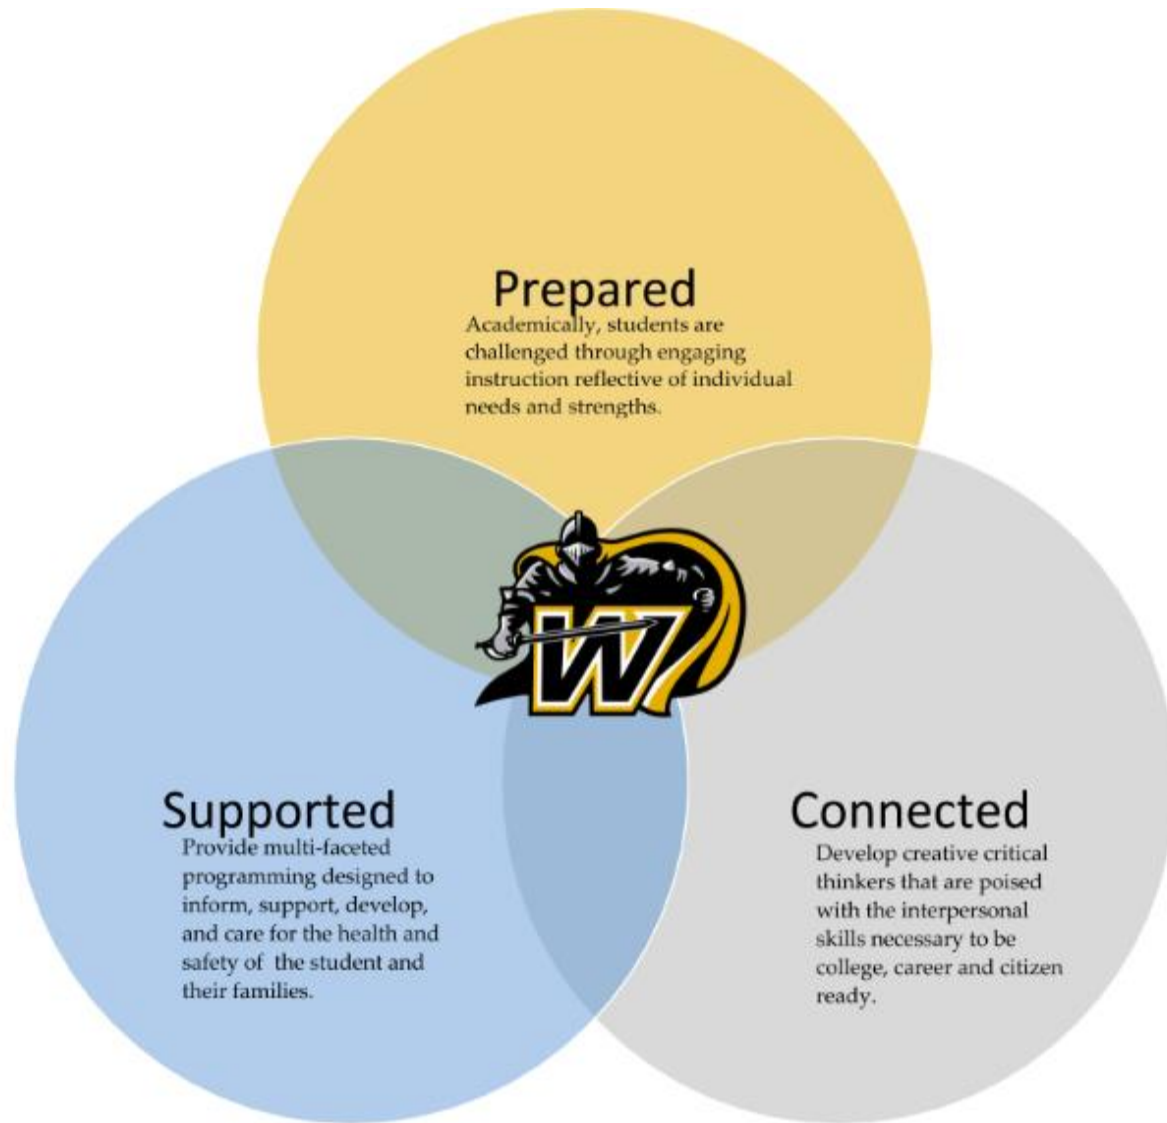 Prepared
Academically, students are
challenged through engaging
instruction reflective of individual
needs and strengths.
W
Supported
Provide multi-faceted
programming designed to
inform, support, develop,
and care for the health and
safety of the student and
their families.
Connected
Develop creative critical
thinkers that are poised
with the interpersonal
skills necessary to be
college, career and citizen
ready.